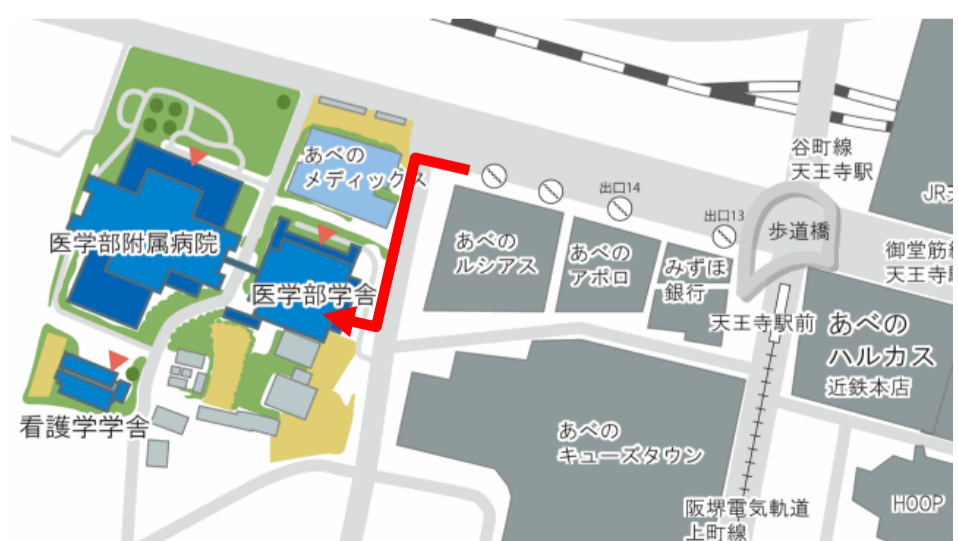 谷町線
天王寺駅
あべの
メディックス
出口14
JR天
出口13
歩道橋
御堂筋線
天王寺駅
医学部附属病院
あべの
ルシアス
あべの
アポロ
みずほ
銀行
医学部学舎
天王寺駅前
あべの
ハルカス
近鉄本店
看護学学舎
あべの
キューズタウン
阪堺電気軌道
上町線
HOOP